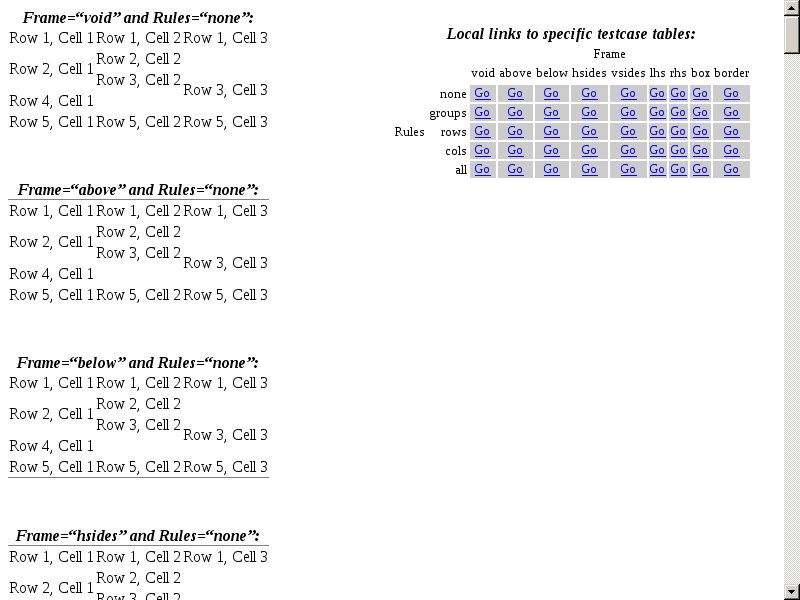 Frame=“void” and Rules=“none”:
Row 1, Cell 1 Row 1, Cell 2 Row 1, Cell 3
Row 2, Cell 2
Row 2, Cell 1
Row 3, Cell 2
Row 3, Cell 3
Row 4, Cell 1
Row 5, Cell 1 Row 5, Cell 2 Row 5, Cell 3
Frame=“above” and Rules=“none”:
Row 1, Cell 1 Row 1, Cell 2 Row 1, Cell 3
Row 2, Cell 2
Row 2, Cell 1
Row 3, Cell 2
Row 3, Cell 3
Row 4, Cell 1
Row 5, Cell 1 Row 5, Cell 2 Row 5, Cell 3
Frame=“below” and Rules=“none”:
Row 1, Cell 1 Row 1, Cell 2 Row 1, Cell 3
Row 2, Cell 2
Row 2, Cell 1
Row 3, Cell 2
Row 3, Cell 3
Row 4, Cell 1
Row 5, Cell 1 Row 5, Cell 2 Row 5, Cell 3
Frame=“hsides” and Rules=“none”:
Row 1, Cell 1 Row 1, Cell 2 Row 1, Cell 3
Row 2, Cell 2
Row 2, Cell 1
Row 3, Cell 2
Local links to specific testcase tables:
Frame
void above below hsides vsides lhs rhs box border
none Go Go Go Go Go Go Go Go Go
groups Go Go Go Go Go Go Go Go Go
Rules rows Go Go Go Go Go Go Go Go Go
cols Go Go Go Go Go Go Go Go Go
all Go Go Go Go Go Go Go Go Go